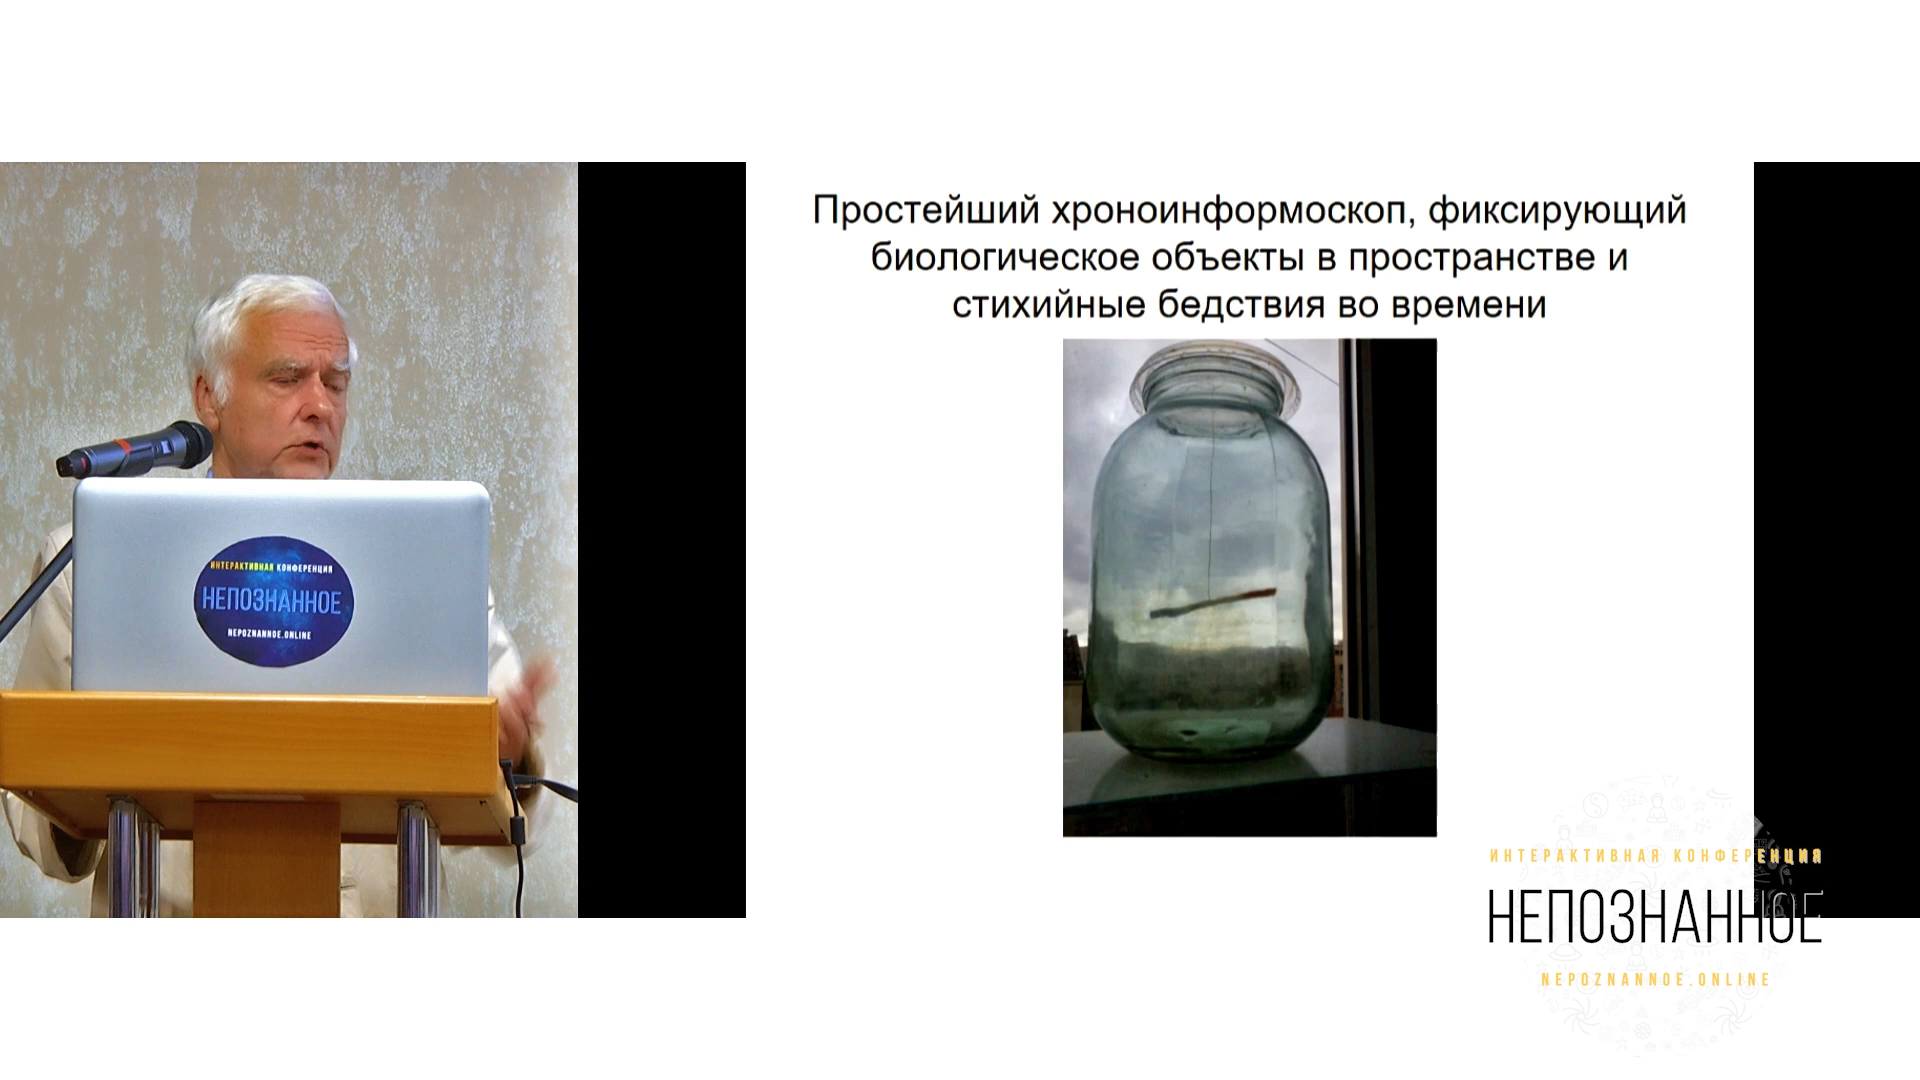 Простейший хроноинформоскоп, фиксирующий
биологическое объекты в пространстве и
стихийные бедствия во времени
ИНТЕРАКТИВНАЯ КОНФЕРЕНЦИЯ
НЕПОЗНАННОЕ
NEPOZNANNOE.ONLINE
ИНТЕРАКТИВНАЯ КОНФЕРЕНЦИЯ
НЕПОЗНАННОЕ
NEPOZNANNOE.ONLINE